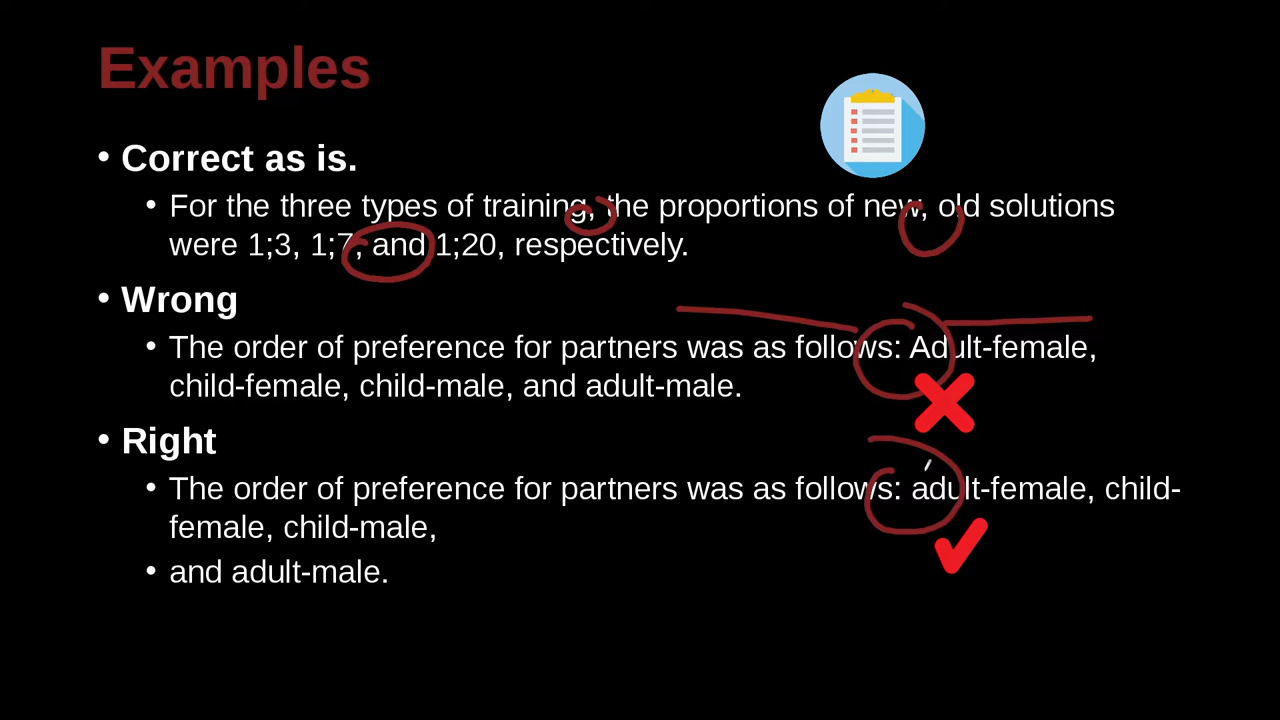 Examples
• Correct as is.
• For the three types of training, the proportions of new, old solutions
were 1;3, 1;7, and 1;20, respectively.
• Wrong
• The order of preference for partners was as follows: Adult-female,
child-female, child-male, and adult-male.
• Right
• The order of preference for partners was as follows: adult-female, child-
female, child-male,
• and adult-male.